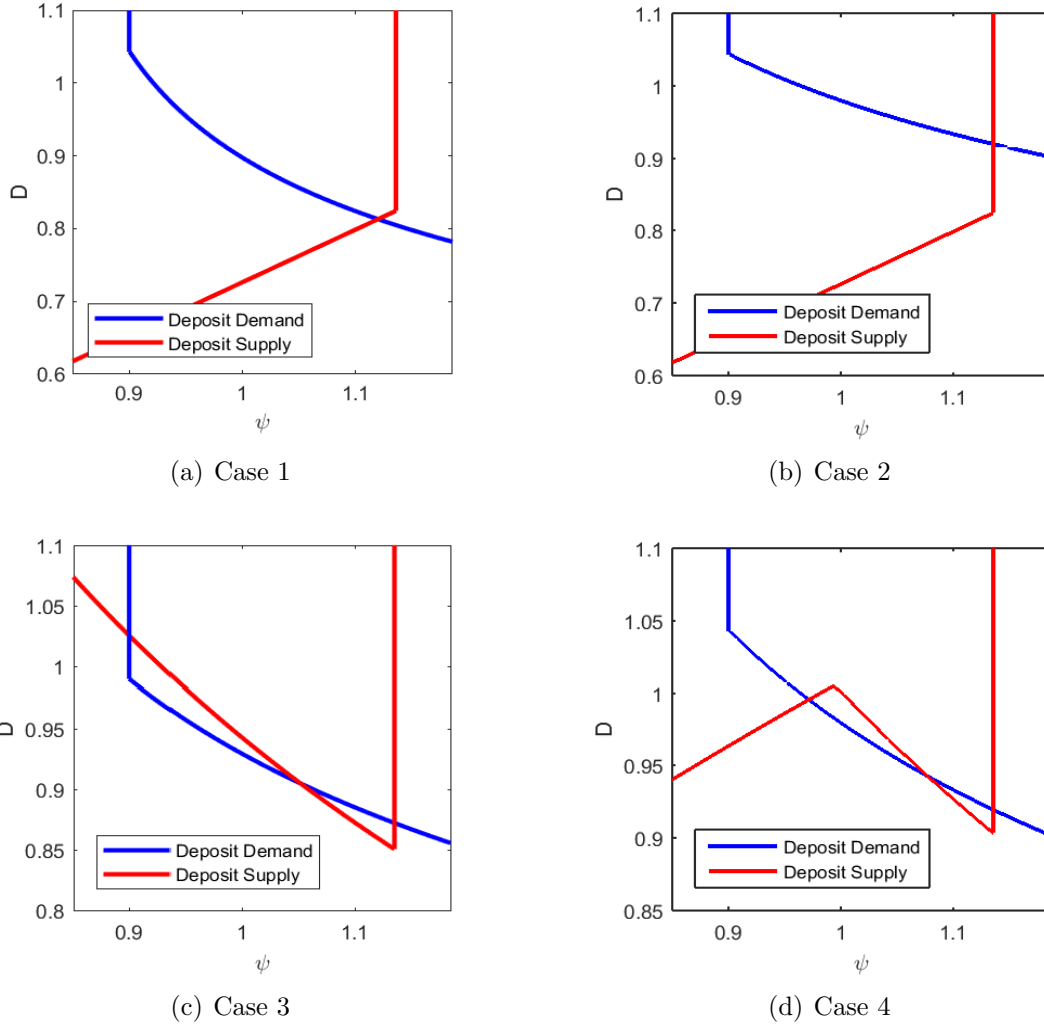 1.1
1
0.9
0.8
0.7
0.6
D
Deposit Demand
Deposit Supply
0.9 1 1.1
ψ
(a) Case 1
1.1
1
0.9
0.8
0.7
0.6
D
Deposit Demand
Deposit Supply
0.9 1 1.1
ψ
(b) Case 2
1.1
1.05
1
0.95
0.9
0.85
0.8
D
Deposit Demand
Deposit Supply
0.9 1 1.1
ψ
(c) Case 3
1.1
1.05
1
0.95
0.9
0.85
D
Deposit Demand
Deposit Supply
0.9 1 1.1
ψ
(d) Case 4